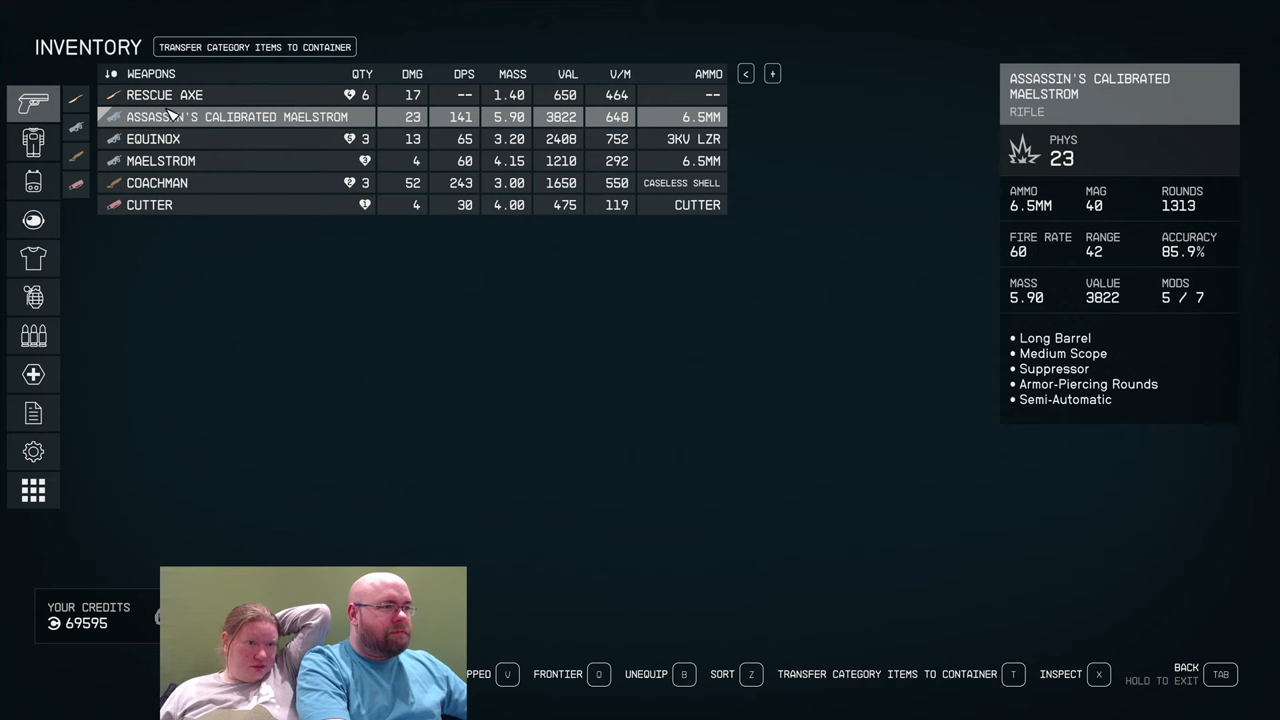 INVENTORY
TRANSFER CATEGORY ITEMS TO CONTAINER
WEAPONS QTY DMG DPS MASS VAL V/M AMMO < +
RESCUE AXE 6 17 -- 1.40 650 464 --
ASSASSIN'S CALIBRATED MAELSTROM 23 141 5.90 3822 648 6.5MM
EQUINOX 3 13 65 3.20 2408 752 3KV LZR
MAELSTROM 4 60 4.15 1210 292 6.5MM
COACHMAN 3 52 243 3.00 1650 550 CASELESS SHELL
CUTTER 4 30 4.00 475 119 CUTTER
ASSASSIN'S CALIBRATED
MAELSTROM
RIFLE
PHYS
23
AMMO MAG ROUNDS
6.5MM 40 1313
FIRE RATE RANGE ACCURACY
60 42 85.9%
MASS VALUE MODS
5.90 3822 5 / 7
• Long Barrel
• Medium Scope
• Suppressor
• Armor-Piercing Rounds
• Semi-Automatic
YOUR CREDITS
69595
PPED V FRONTIER Q UNEQUIP B SORT Z TRANSFER CATEGORY ITEMS TO CONTAINER T INSPECT X
BACK
HOLD TO EXIT TAB